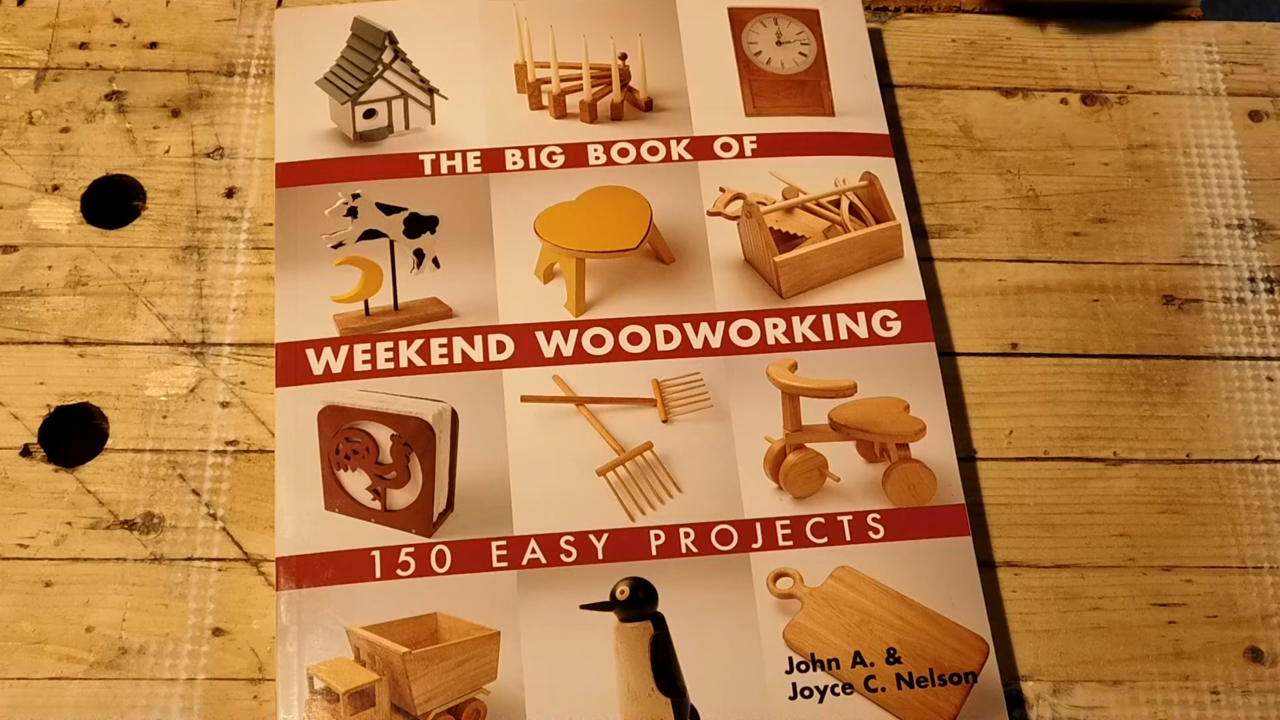 THE BIG BOOK OF
WEEKEND WOODWORKING
150 EASY PROJECTS
John A. &
Joyce C. Nelson